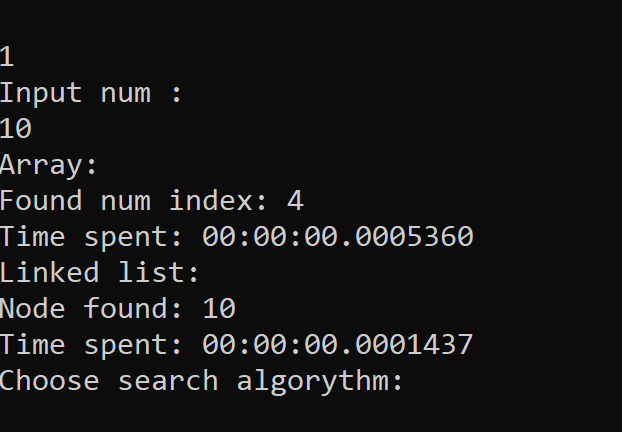 1
Input num :
10
Array:
Found num index: 4
Time spent: 00:00:00.0005360
Linked list:
Node found: 10
Time spent: 00:00:00.0001437
Choose search algorythm: